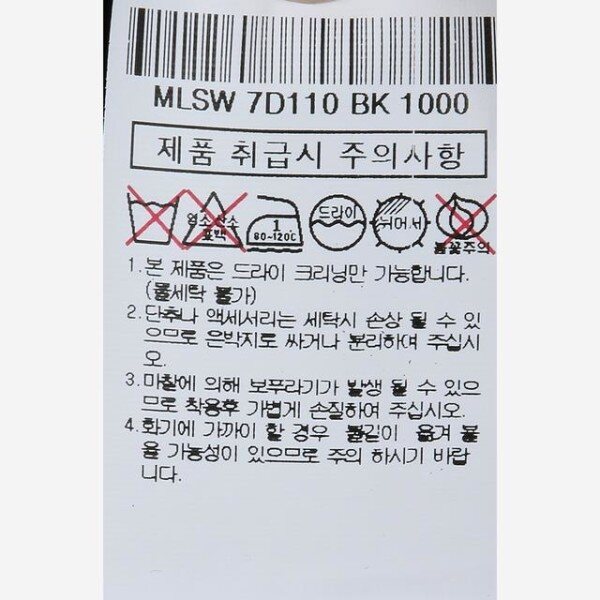 MLSW 7D110 BK 1000
제품 취급시 주의사항
염소산소 표백
1 80~120℃
드라이
뉘어서
불꽃주의
1.본 제품은 드라이 크리닝만 가능합니다.
(물세탁 불가)
2.단추나 액세서리는 세탁시 손상 될 수 있
으므로 은박지로 싸거나 분리하여 주십시
오.
3.마찰에 의해 보푸라기가 발생 될 수 있으
므로 착용후 가볍게 손질하여 주십시오.
4.화기에 가까이 할 경우 불길이 옮겨 붙
을 가능성이 있으므로 주의 하시기 바랍
니다.